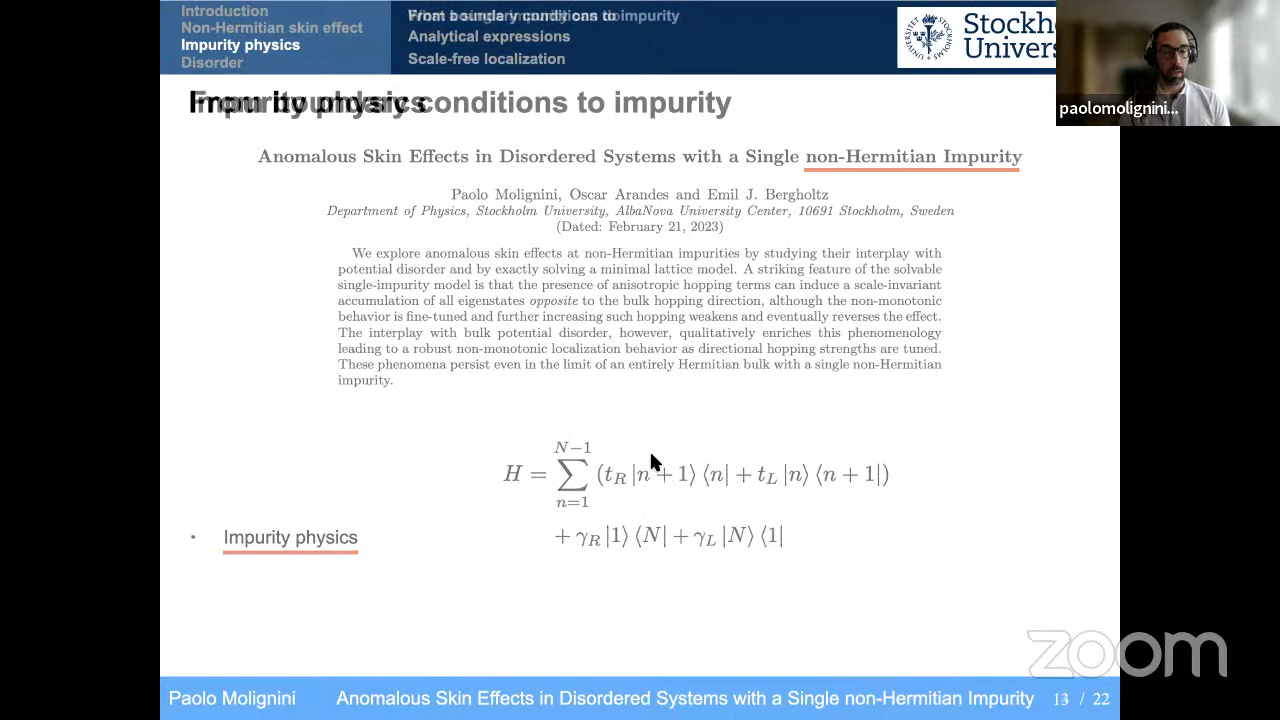 Introduction
Non-Hermitian skin effect
Impurity physics
Disorder
to impurity
Analytical expressions
Scale-free localization
Stockho
Univers
paolomolignini...
conditions to impurity
Anomalous Skin Effects in Disordered Systems with a Single non-Hermitian Impurity
Paolo Molignini, Oscar Arandes and Emil J. Bergholtz
Department of Physics, Stockholm University, AlbaNova University Center, 10691 Stockholm, Sweden
(Dated: February 21, 2023)
We explore anomalous skin effects at non-Hermitian impurities by studying their interplay with
potential disorder and by exactly solving a minimal lattice model. A striking feature of the solvable
single-impurity model is that the presence of anisotropic hopping terms can induce a scale-invariant
accumulation of all eigenstates opposite to the bulk hopping direction, although the non-monotonic
behavior is fine-tuned and further increasing such hopping weakens and eventually reverses the effect.
The interplay with bulk potential disorder, however, qualitatively enriches this phenomenology
leading to a robust non-monotonic localization behavior as directional hopping strengths are tuned.
These phenomena persist even in the limit of an entirely Hermitian bulk with a single non-Hermitian
impurity.
H = ∑_{n=1}^{N−1} (t_R |n + 1⟩ ⟨n| + t_L |n⟩ ⟨n + 1|)
+ γ_R |1⟩ ⟨N| + γ_L |N⟩ ⟨1|
• Impurity physics
zoom
Paolo Molignini Anomalous Skin Effects in Disordered Systems with a Single non-Hermitian Impurity 13 / 22